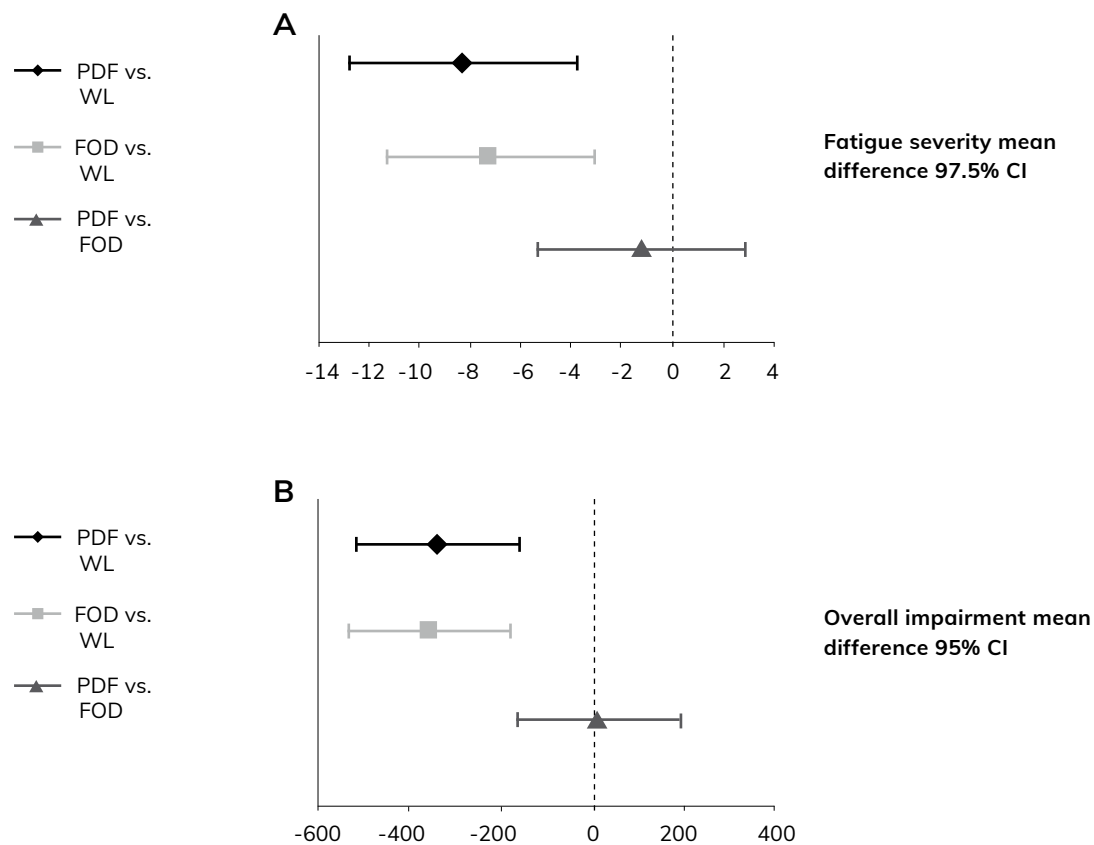 A
PDF vs.
WL
FOD vs.
WL
PDF vs.
FOD
Fatigue severity mean
difference 97.5% CI
-14 -12 -10 -8 -6 -4 -2 0 2 4
B
PDF vs.
WL
FOD vs.
WL
PDF vs.
FOD
Overall impairment mean
difference 95% CI
-600 -400 -200 0 200 400